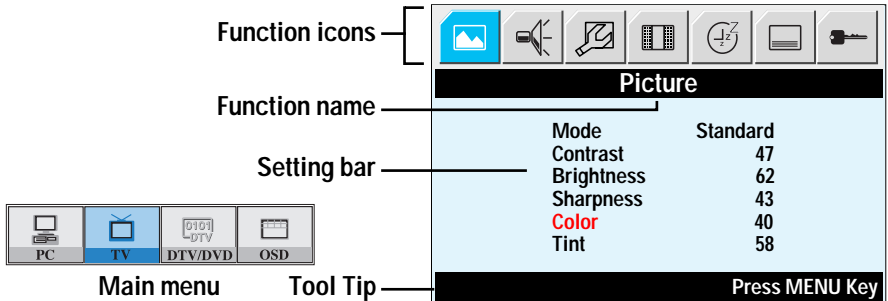 Function icons
Picture
Function name
Mode Standard
Contrast 47
Setting bar
Brightness 62
Sharpness 43
Color 40
Tint 58
0101
DTV
PC TV DTV/DVD OSD
Main menu
Tool Tip
Press MENU Key